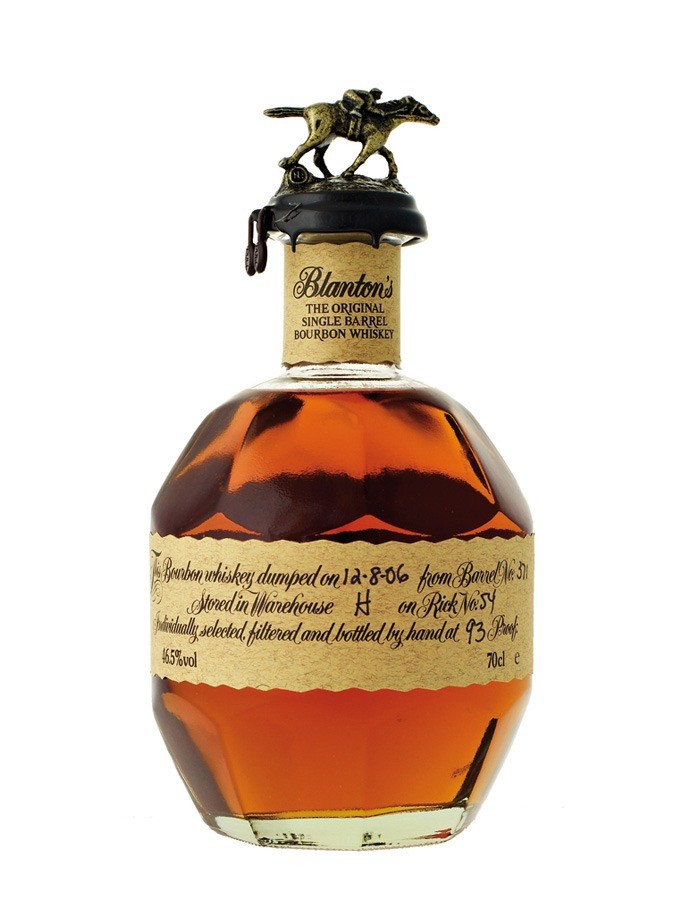 Blanton's
THE ORIGINAL
SINGLE BARREL
BOURBON WHISKEY
This Bourbon whiskey dumped on 12-8-06 from Barrel No:
Stored in Warehouse H on Rick No: 54
Individually selected, filtered and bottled by hand at 93 Proof.
46.5%vol 70cl e